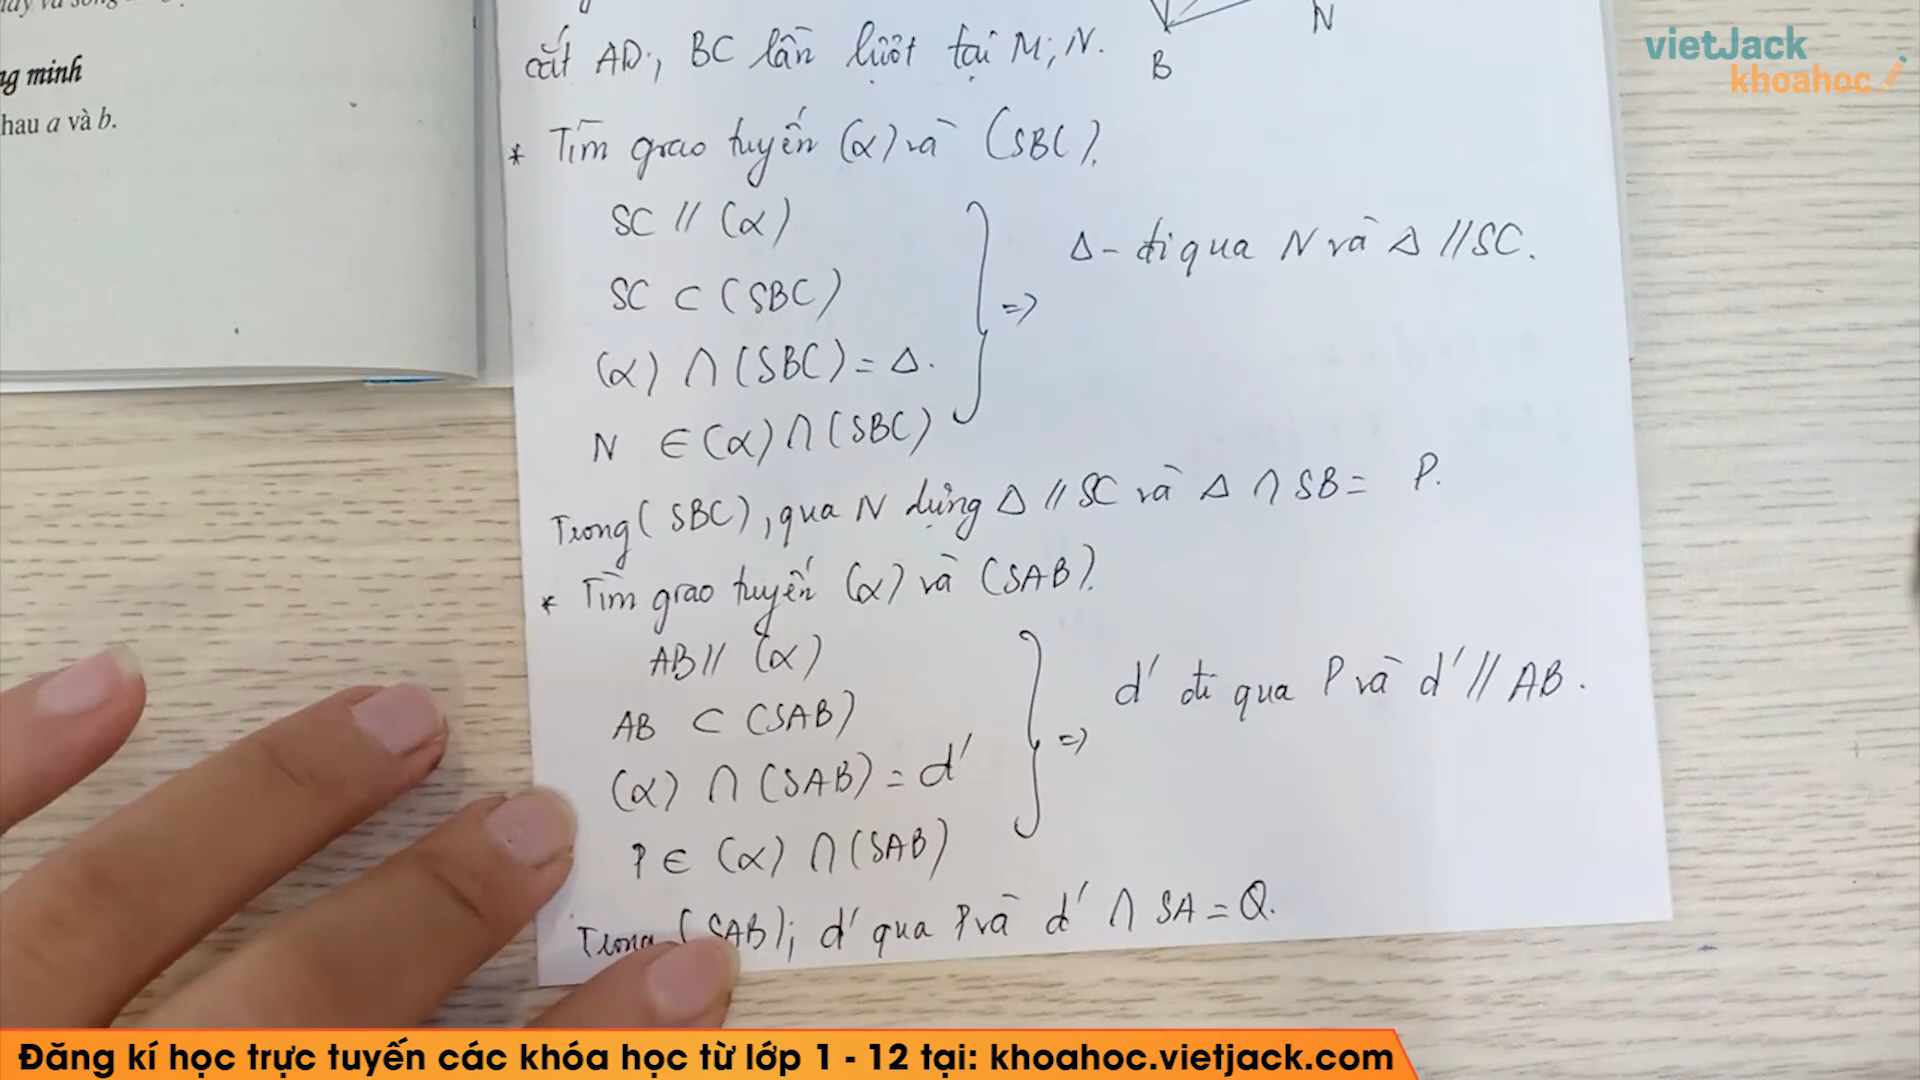 ng minh
hau a và b.
N
B
vietJack
khoahoc
cắt AD; BC lần lượt tại M; N.
* Tìm giao tuyến (α) và (SBC).
SC // (α)
SC ⊂ (SBC)
(α) ∩ (SBC) = Δ.
N ∈ (α) ∩ (SBC)
=> Δ - đi qua N và Δ // SC.
Trong (SBC), qua N dựng Δ // SC và Δ ∩ SB = P.
* Tìm giao tuyến (α) và (SAB).
AB // (α)
AB ⊂ (SAB)
(α) ∩ (SAB) = d'
P ∈ (α) ∩ (SAB)
=> d' đi qua P và d' // AB.
Trong (SAB); d' qua P và d' ∩ SA = Q.
Đăng kí học trực tuyến các khóa học từ lớp 1 - 12 tại: khoahoc.vietjack.com